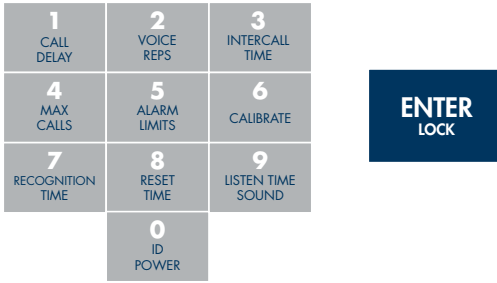 1
CALL
DELAY
2
VOICE
REPS
3
INTERCALL
TIME
4
MAX
CALLS
5
ALARM
LIMITS
6
CALIBRATE
ENTER
LOCK
7
RECOGNITION
TIME
8
RESET
TIME
9
LISTEN TIME
SOUND
0
ID
POWER